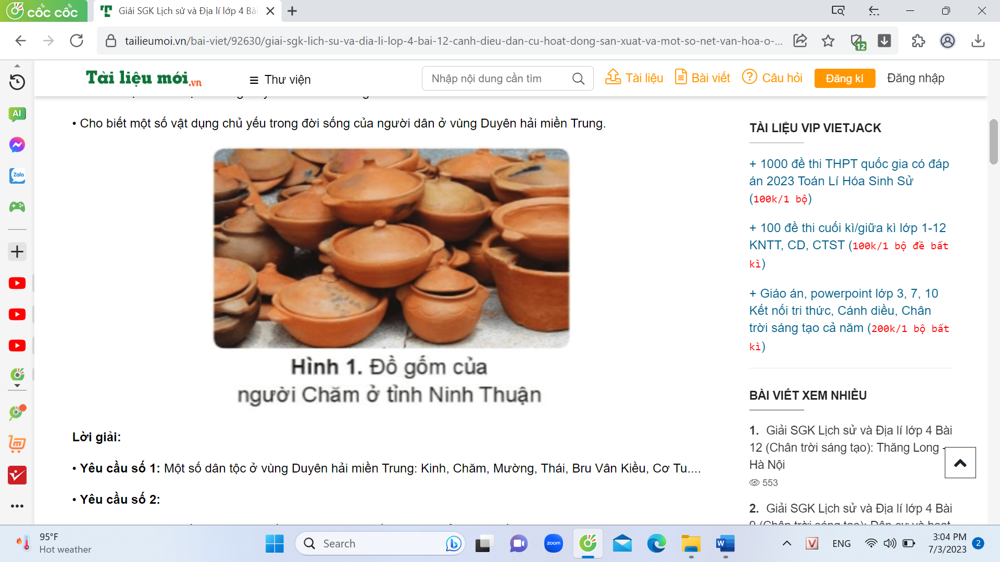 cốc cốc
Giải SGK Lịch sử và Địa lí lớp 4 Bài
tailieumoi.vn/bai-viet/92630/giai-sgk-lich-su-va-dia-li-lop-4-bai-12-canh-dieu-dan-cu-hoat-dong-san-xuat-va-mot-so-net-van-hoa-o-...
12
Tài liệu mới.vn
Thư viện
Nhập nội dung cần tìm
Tài liệu
Bài viết
Câu hỏi
Đăng kí
Đăng nhập
AI
Zalo
• Cho biết một số vật dụng chủ yếu trong đời sống của người dân ở vùng Duyên hải miền Trung.
Hình 1. Đồ gốm của
người Chăm ở tỉnh Ninh Thuận
Lời giải:
• Yêu cầu số 1: Một số dân tộc ở vùng Duyên hải miền Trung: Kinh, Chăm, Mường, Thái, Bru Vân Kiều, Cơ Tu....
• Yêu cầu số 2:
TÀI LIỆU VIP VIETJACK
+ 1000 đề thi THPT quốc gia có đáp
án 2023 Toán Lí Hóa Sinh Sử
(100k/1 bộ)
+ 100 đề thi cuối kì/giữa kì lớp 1-12
KNTT, CD, CTST (100k/1 bộ đề bất
kì)
+ Giáo án, powerpoint lớp 3, 7, 10
Kết nối tri thức, Cánh diều, Chân
trời sáng tạo cả năm (200k/1 bộ bất
kì)
BÀI VIẾT XEM NHIỀU
1. Giải SGK Lịch sử và Địa lí lớp 4 Bài
12 (Chân trời sáng tạo): Thăng Long -
Hà Nội
553
2. Giải SGK Lịch sử và Địa lí lớp 4 Bài
9 (Chân trời sáng tạo): Dân cư và hoạt
95°F
Hot weather
Search
zoom
W
V
ENG
3:04 PM
7/3/2023
2